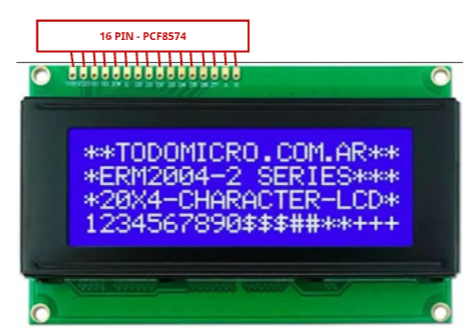 16 PIN - PCF8574
**TODOMICRO.COM.AR**
*ERM2004-2 SERIES***
*20X4-CHARACTER-LCD*
1234567890$$$##**+++